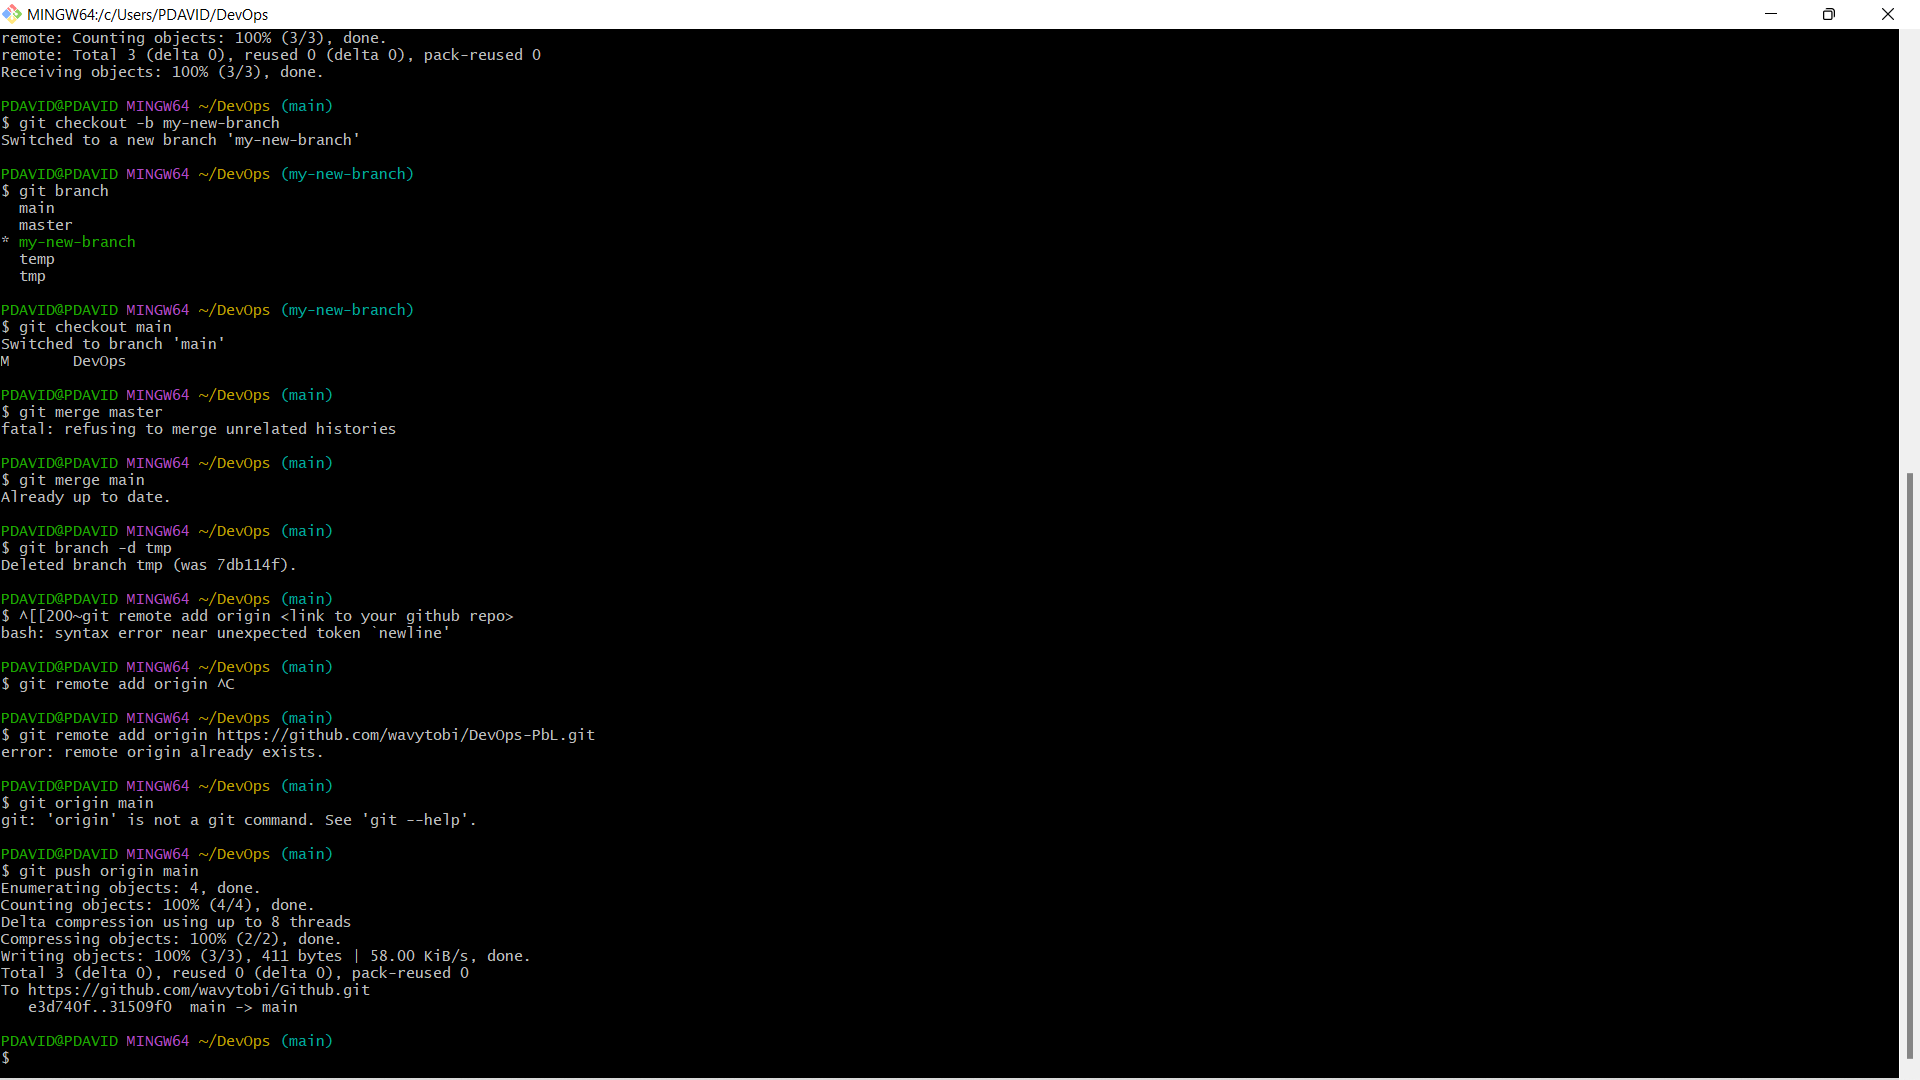 MINGW64:/c/Users/PDAVID/DevOps
remote: Counting objects: 100% (3/3), done.
remote: Total 3 (delta 0), reused 0 (delta 0), pack-reused 0
Receiving objects: 100% (3/3), done.
PDAVID@PDAVID MINGW64 ~/DevOps (main)
$ git checkout -b my-new-branch
Switched to a new branch 'my-new-branch'
PDAVID@PDAVID MINGW64 ~/DevOps (my-new-branch)
$ git branch
  main
  master
* my-new-branch
  temp
  tmp
PDAVID@PDAVID MINGW64 ~/DevOps (my-new-branch)
$ git checkout main
Switched to branch 'main'
M       DevOps
PDAVID@PDAVID MINGW64 ~/DevOps (main)
$ git merge master
fatal: refusing to merge unrelated histories
PDAVID@PDAVID MINGW64 ~/DevOps (main)
$ git merge main
Already up to date.
PDAVID@PDAVID MINGW64 ~/DevOps (main)
$ git branch -d tmp
Deleted branch tmp (was 7db114f).
PDAVID@PDAVID MINGW64 ~/DevOps (main)
$ ^[[200~git remote add origin <link to your github repo>
bash: syntax error near unexpected token `newline'
PDAVID@PDAVID MINGW64 ~/DevOps (main)
$ git remote add origin ^C
PDAVID@PDAVID MINGW64 ~/DevOps (main)
$ git remote add origin https://github.com/wavytobi/DevOps-PbL.git
error: remote origin already exists.
PDAVID@PDAVID MINGW64 ~/DevOps (main)
$ git origin main
git: 'origin' is not a git command. See 'git --help'.
PDAVID@PDAVID MINGW64 ~/DevOps (main)
$ git push origin main
Enumerating objects: 4, done.
Counting objects: 100% (4/4), done.
Delta compression using up to 8 threads
Compressing objects: 100% (2/2), done.
Writing objects: 100% (3/3), 411 bytes | 58.00 KiB/s, done.
Total 3 (delta 0), reused 0 (delta 0), pack-reused 0
To https://github.com/wavytobi/Github.git
   e3d740f..31509f0  main -> main
PDAVID@PDAVID MINGW64 ~/DevOps (main)
$